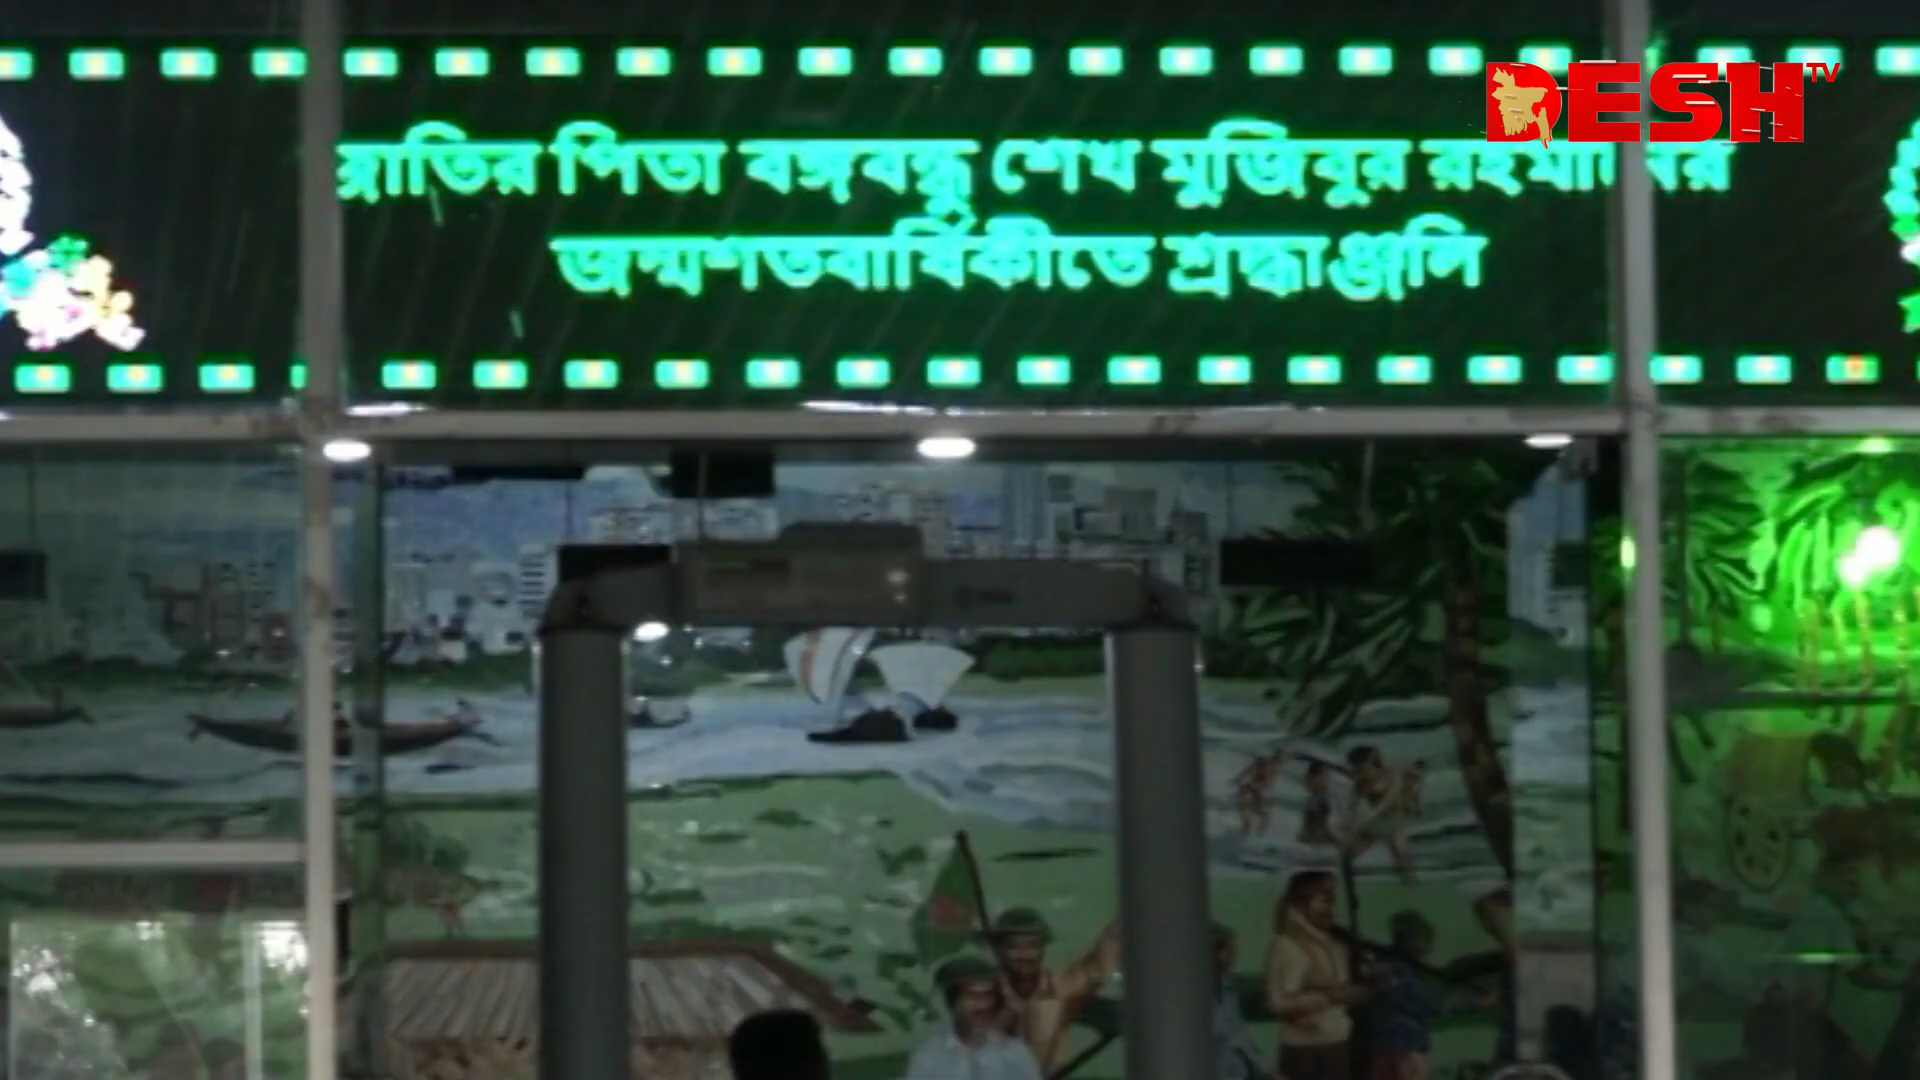 DESH TV
জাতির পিতা বঙ্গবন্ধু শেখ মুজিবুর রহমানের
জন্মশতবার্ষিকীতে শ্রদ্ধাঞ্জলি